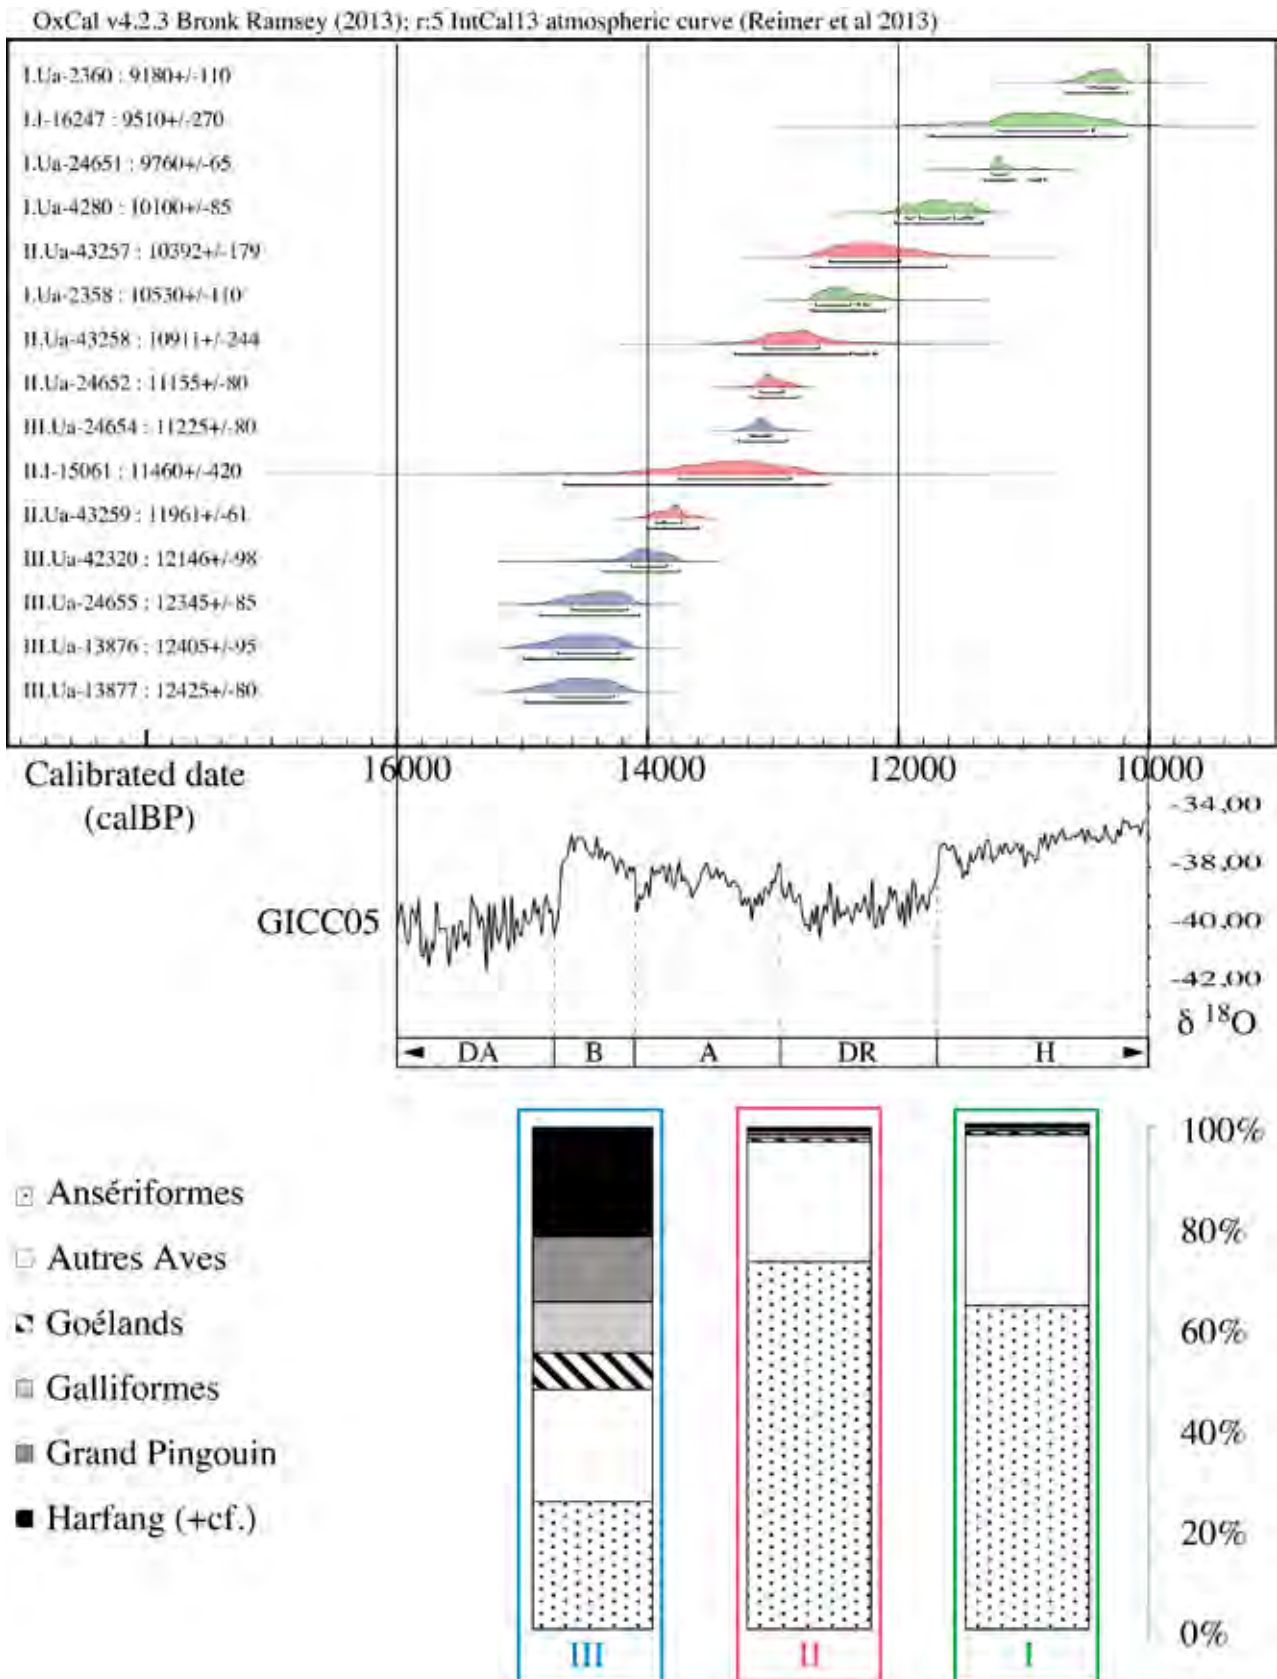 OxCal v4.2.3 Bronk Ramsey (2013); r:5 IntCal13 atmospheric curve (Reimer et al 2013)
I.Ua-2360 : 9180+/-110
I.I-16247 : 9510+/-270
I.Ua-24651 : 9760+/-65
I.Ua-4280 : 10100+/-85
II.Ua-43257 : 10392+/-179
I.Ua-2358 : 10530+/-110
II.Ua-43258 : 10911+/-244
II.Ua-24652 : 11155+/-80
III.Ua-24654 : 11225+/-80
II.I-15061 : 11460+/-420
II.Ua-43259 : 11961+/-61
III.Ua-42320 : 12146+/-98
III.Ua-24655 : 12345+/-85
III.Ua-13876 : 12405+/-95
III.Ua-13877 : 12425+/-80
Calibrated date
(calBP)
16000 14000 12000 10000
-34,00
-38,00
GICC05
-40,00
-42,00
δ 18O
DA B A DR H
100%
80%
60%
40%
20%
0%
Ansériformes
Autres Aves
Goélands
Galliformes
Grand Pingouin
Harfang (+cf.)
III II I